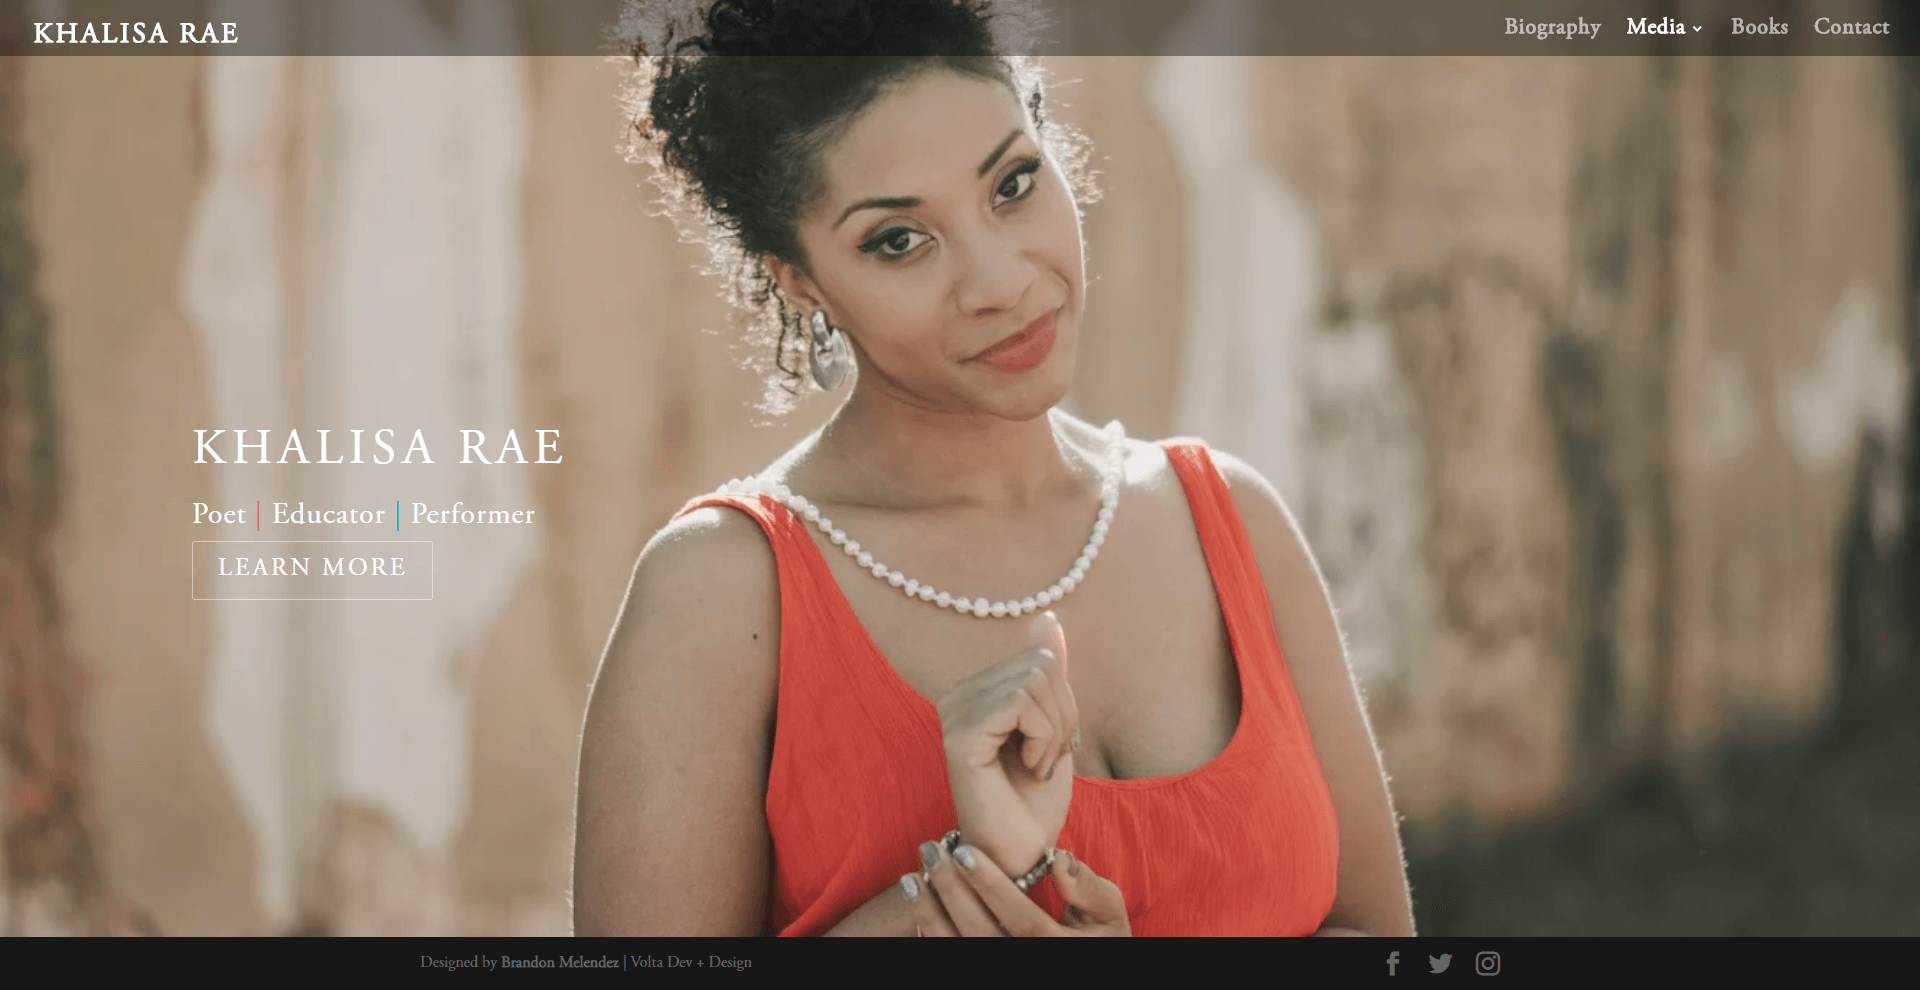 KHALISA RAE
Biography Media Books Contact
KHALISA RAE
Poet | Educator | Performer
LEARN MORE
Designed by Brandon Melendez | Volta Dev + Design